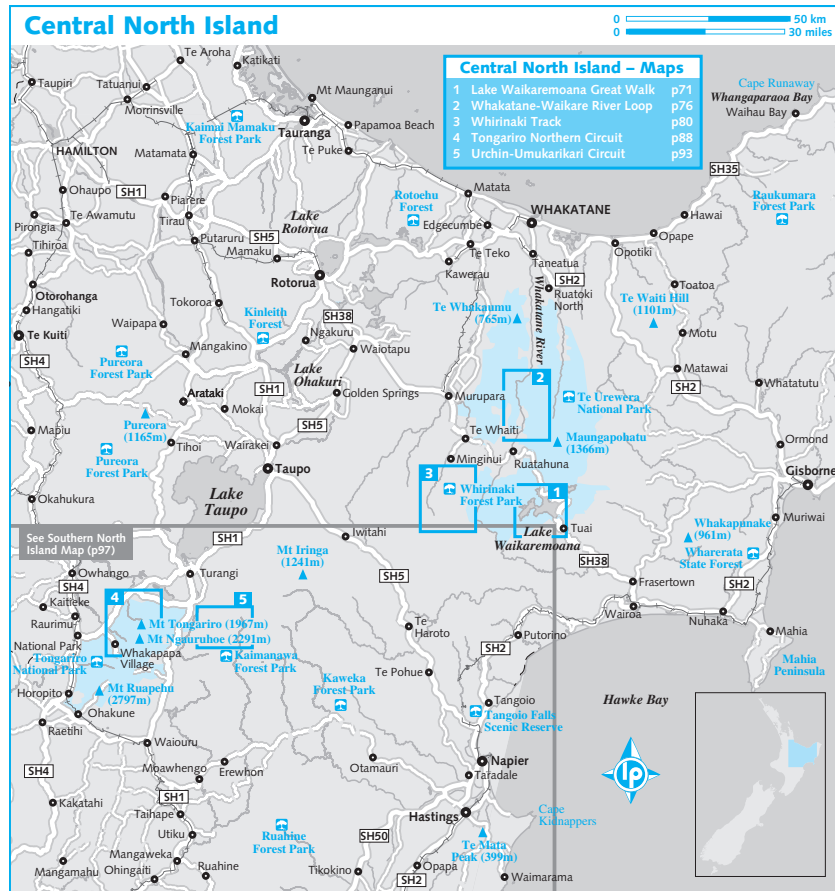 Central North Island
0 50 km
0 30 miles
Central North Island – Maps
1 Lake Waikaremoana Great Walk p71
2 Whakatane-Waikare River Loop p76
3 Whirinaki Track p80
4 Tongariro Northern Circuit p88
5 Urchin-Umukarikari Circuit p93
Te Aroha
Katikati
Taupiri
Tatuanui
Mt Maunganui
Cape Runaway
Whangaparaoa Bay
Waihau Bay
Morrinsville
Kaimai Mamaku
Forest Park
Tauranga
Papamoa Beach
HAMILTON
Matamata
Te Puke
SH35
Ohaupo
SH1
Piarere
Rotoehu
Forest
Matata
Raukumara
Forest Park
Pirongia
Te Awamutu
Tirau
Lake
Rotorua
Edgecumbe
WHAKATANE
Hawai
Tihiroa
Putaruru
SH5
Mamaku
Te Teko
Taneatua
Opotiki
Opape
Otorohanga
Hangatiki
Rotorua
Kawerau
SH2
Ruatoki
North
Whakatane River
Toatoa
Tokoroa
Kinleith
Forest
SH38
Te Whakaumu
(765m)
Te Waiti Hill
(1101m)
Te Kuiti
Waipapa
Ngakuru
Motu
SH4
Pureora
Forest Park
Mangakino
Waiotapu
Matawai
Lake
Ohakuri
SH1
2
SH2
Whatatutu
Arataki
Mokai
Golden Springs
Murupara
Te Urewera
National Park
Pureora
(1165m)
SH5
Mapiu
Tihoi
Wairakei
Te Whaiti
Maungapohatu
(1366m)
Ormond
Pureora
Forest Park
Taupo
Minginui
Ruatahuna
Gisborne
3
Whirinaki
Forest Park
1
Okahukura
Lake
Taupo
Muriwai
See Southern North
Island Map (p97)
SH1
Iwitahi
Lake
Waikaremoana
Tuai
Whakapunake
(961m)
Mt Iringa
(1241m)
SH38
Wharerata
State Forest
Owhango
SH4
Turangi
SH5
Frasertown
SH2
Kaitieke
4
5
Raurimu
Mt Tongariro (1967m)
Mt Ngauruhoe (2291m)
Te
Haroto
Wairoa
Nuhaka
National Park
Whakapapa
Village
SH2
Putorino
Mahia
Tongariro
National Park
Kaimanawa
Forest Park
Te Pohue
Mahia
Peninsula
Horopito
Mt Ruapehu
(2797m)
Kaweka
Forest Park
Tangoio
Hawke Bay
Ohakune
Raetihi
Tangoio Falls
Scenic Reserve
Waiouru
Napier
SH4
Moawhengo
Erewhon
Otamauri
Taradale
lp
SH1
Kakatahi
Taihape
Hastings
Cape
Kidnappers
Utiku
Ruahine
Forest Park
SH50
Te Mata
Peak (399m)
Mangaweka
Mangamahu
Ohingaiti
Ruahine
Tikokino
Opapa
SH2
Waimarama